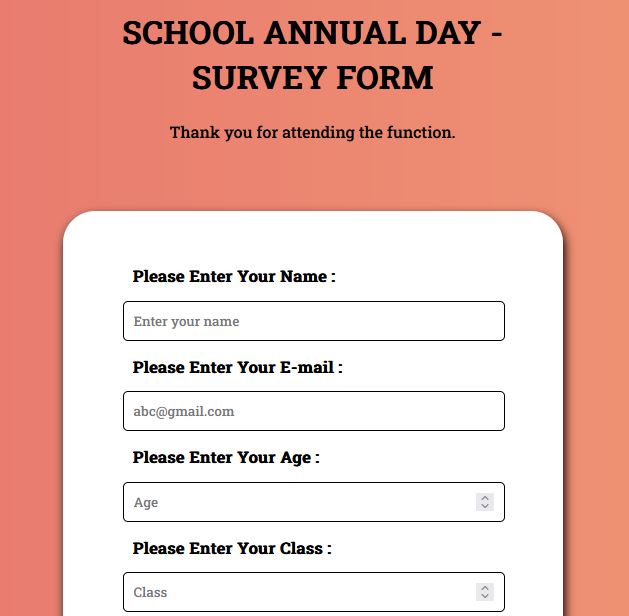 SCHOOL ANNUAL DAY -
SURVEY FORM
Thank you for attending the function.
Please Enter Your Name :
Enter your name
Please Enter Your E-mail :
abc@gmail.com
Please Enter Your Age :
Age
Please Enter Your Class :
Class